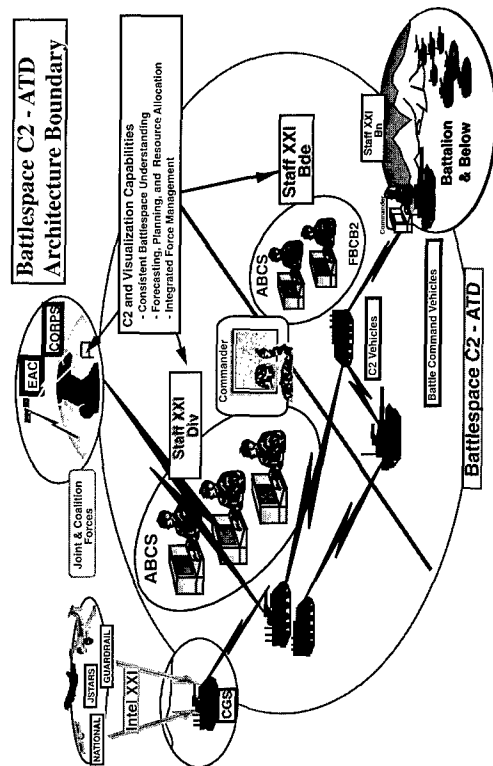 Battlespace C2 - ATD
Architecture Boundary
EAC
CORPS
Joint & Coalition
Forces
C2 and Visualization Capabilities
- Consistent Battlespace Understanding
- Forecasting, Planning, and Resource Allocation
- Integrated Force Management
NATIONAL
JSTARS
GUARDRAIL
Intel XXI
CGS
ABCS
Staff XXI
Div
Commander
ABCS
FBCB2
Staff XXI
Bde
C2 Vehicles
Battle Command Vehicles
Commander
Staff XXI
Bn
Battalion
& Below
Battlespace C2 - ATD